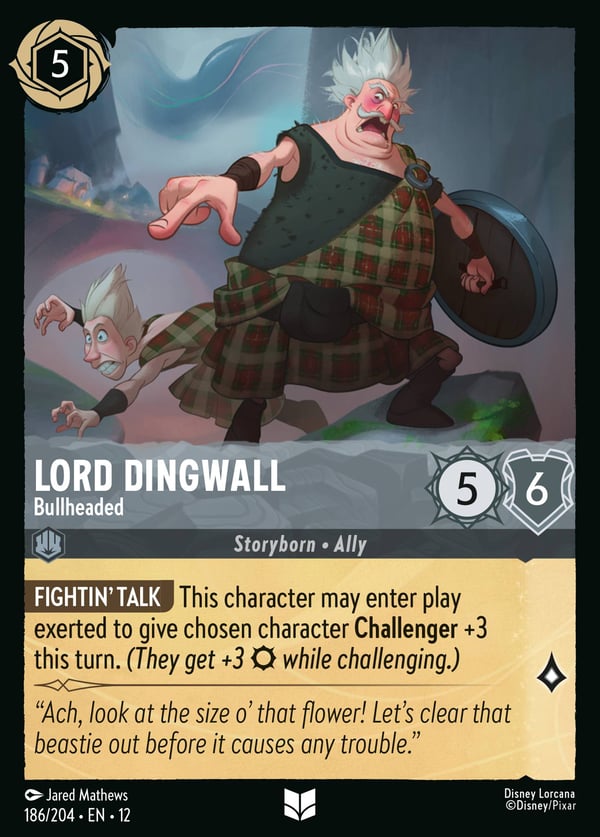 5
LORD DINGWALL
Bullheaded
5 6
Storyborn • Ally
FIGHTIN' TALK This character may enter play
exerted to give chosen character Challenger +3
this turn. (They get +3 while challenging.)
“Ach, look at the size o’ that flower! Let’s clear that
beastie out before it causes any trouble.”
Jared Mathews
186/204 • EN • 12
Disney Lorcana
©Disney/Pixar